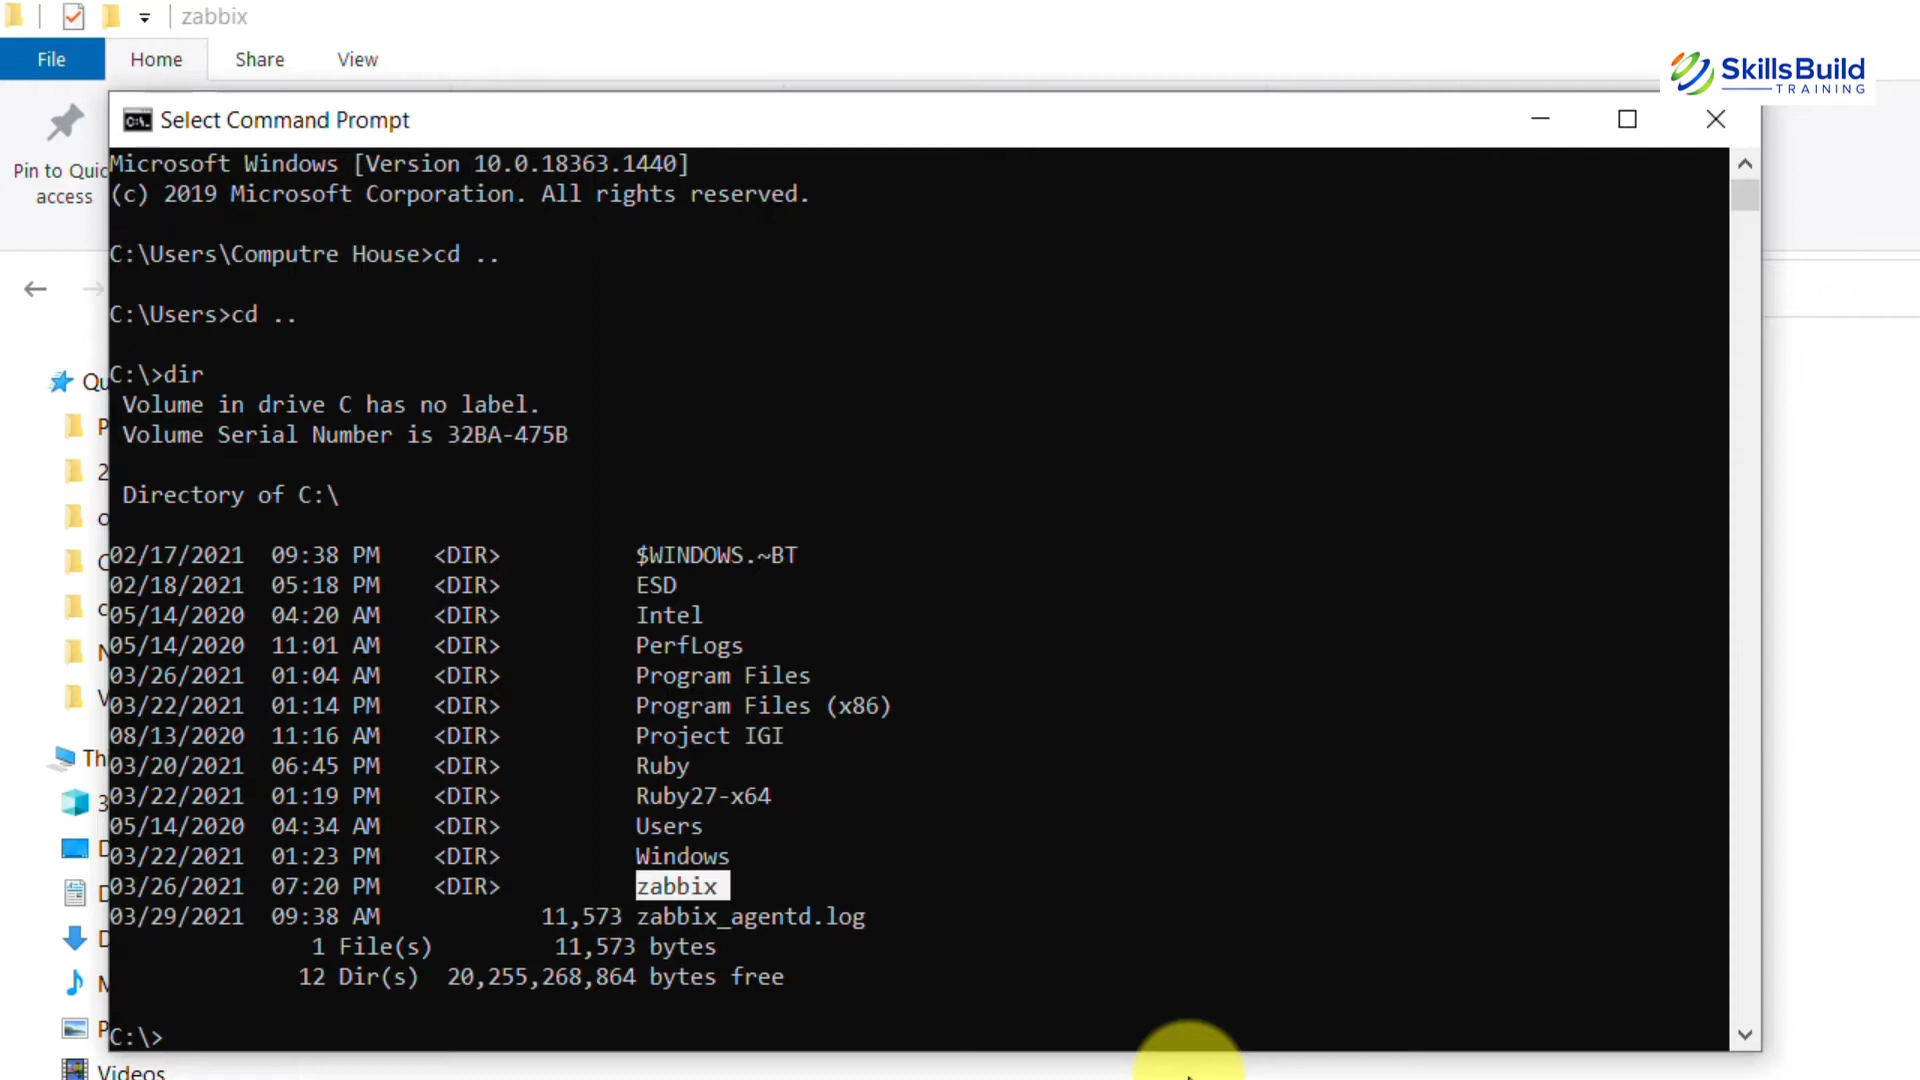 zabbix
File
Home
Share
View
SkillsBuild
TRAINING
Select Command Prompt
Pin to Quic
access
Microsoft Windows [Version 10.0.18363.1440]
(c) 2019 Microsoft Corporation. All rights reserved.
C:\Users\Computre House>cd ..
C:\Users>cd ..
C:\>dir
Volume in drive C has no label.
Volume Serial Number is 32BA-475B
Directory of C:\
02/17/2021 09:38 PM <DIR> $WINDOWS.~BT
02/18/2021 05:18 PM <DIR> ESD
05/14/2020 04:20 AM <DIR> Intel
05/14/2020 11:01 AM <DIR> PerfLogs
03/26/2021 01:04 AM <DIR> Program Files
03/22/2021 01:14 PM <DIR> Program Files (x86)
08/13/2020 11:16 AM <DIR> Project IGI
03/20/2021 06:45 PM <DIR> Ruby
03/22/2021 01:19 PM <DIR> Ruby27-x64
05/14/2020 04:34 AM <DIR> Users
03/22/2021 01:23 PM <DIR> Windows
03/26/2021 07:20 PM <DIR> zabbix
03/29/2021 09:38 AM 11,573 zabbix_agentd.log
1 File(s) 11,573 bytes
12 Dir(s) 20,255,268,864 bytes free
C:\>
Videos